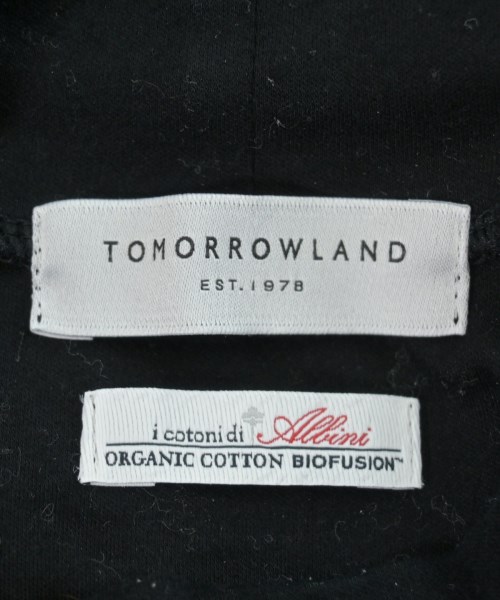 TOMORROWLAND
EST.1978
i cotoni di Albini
ORGANIC COTTON BIOFUSION™